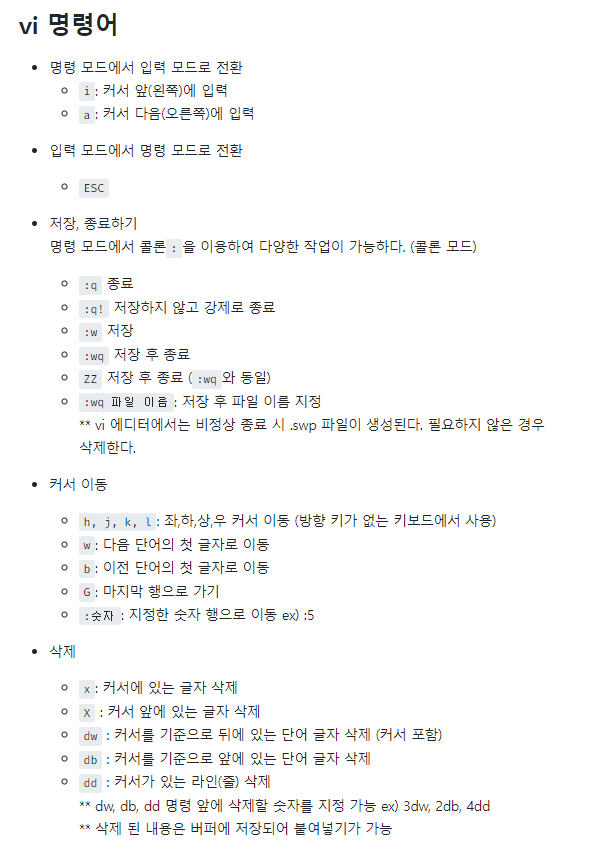 vi 명령어
명령 모드에서 입력 모드로 전환
i : 커서 앞(왼쪽)에 입력
a : 커서 다음(오른쪽)에 입력
입력 모드에서 명령 모드로 전환
ESC
저장, 종료하기
명령 모드에서 콜론 : 을 이용하여 다양한 작업이 가능하다. (콜론 모드)
:q 종료
:q! 저장하지 않고 강제로 종료
:w 저장
:wq 저장 후 종료
ZZ 저장 후 종료 ( :wq 와 동일)
:wq 파일 이름 : 저장 후 파일 이름 지정
** vi 에디터에서는 비정상 종료 시 .swp 파일이 생성된다. 필요하지 않은 경우
삭제한다.
커서 이동
h, j, k, l : 좌,하,상,우 커서 이동 (방향 키가 없는 키보드에서 사용)
w : 다음 단어의 첫 글자로 이동
b : 이전 단어의 첫 글자로 이동
G : 마지막 행으로 가기
:숫자 : 지정한 숫자 행으로 이동 ex) :5
삭제
x : 커서에 있는 글자 삭제
X : 커서 앞에 있는 글자 삭제
dw : 커서를 기준으로 뒤에 있는 단어 글자 삭제 (커서 포함)
db : 커서를 기준으로 앞에 있는 단어 글자 삭제
dd : 커서가 있는 라인(줄) 삭제
** dw, db, dd 명령 앞에 삭제할 숫자를 지정 가능 ex) 3dw, 2db, 4dd
** 삭제 된 내용은 버퍼에 저장되어 붙여넣기가 가능